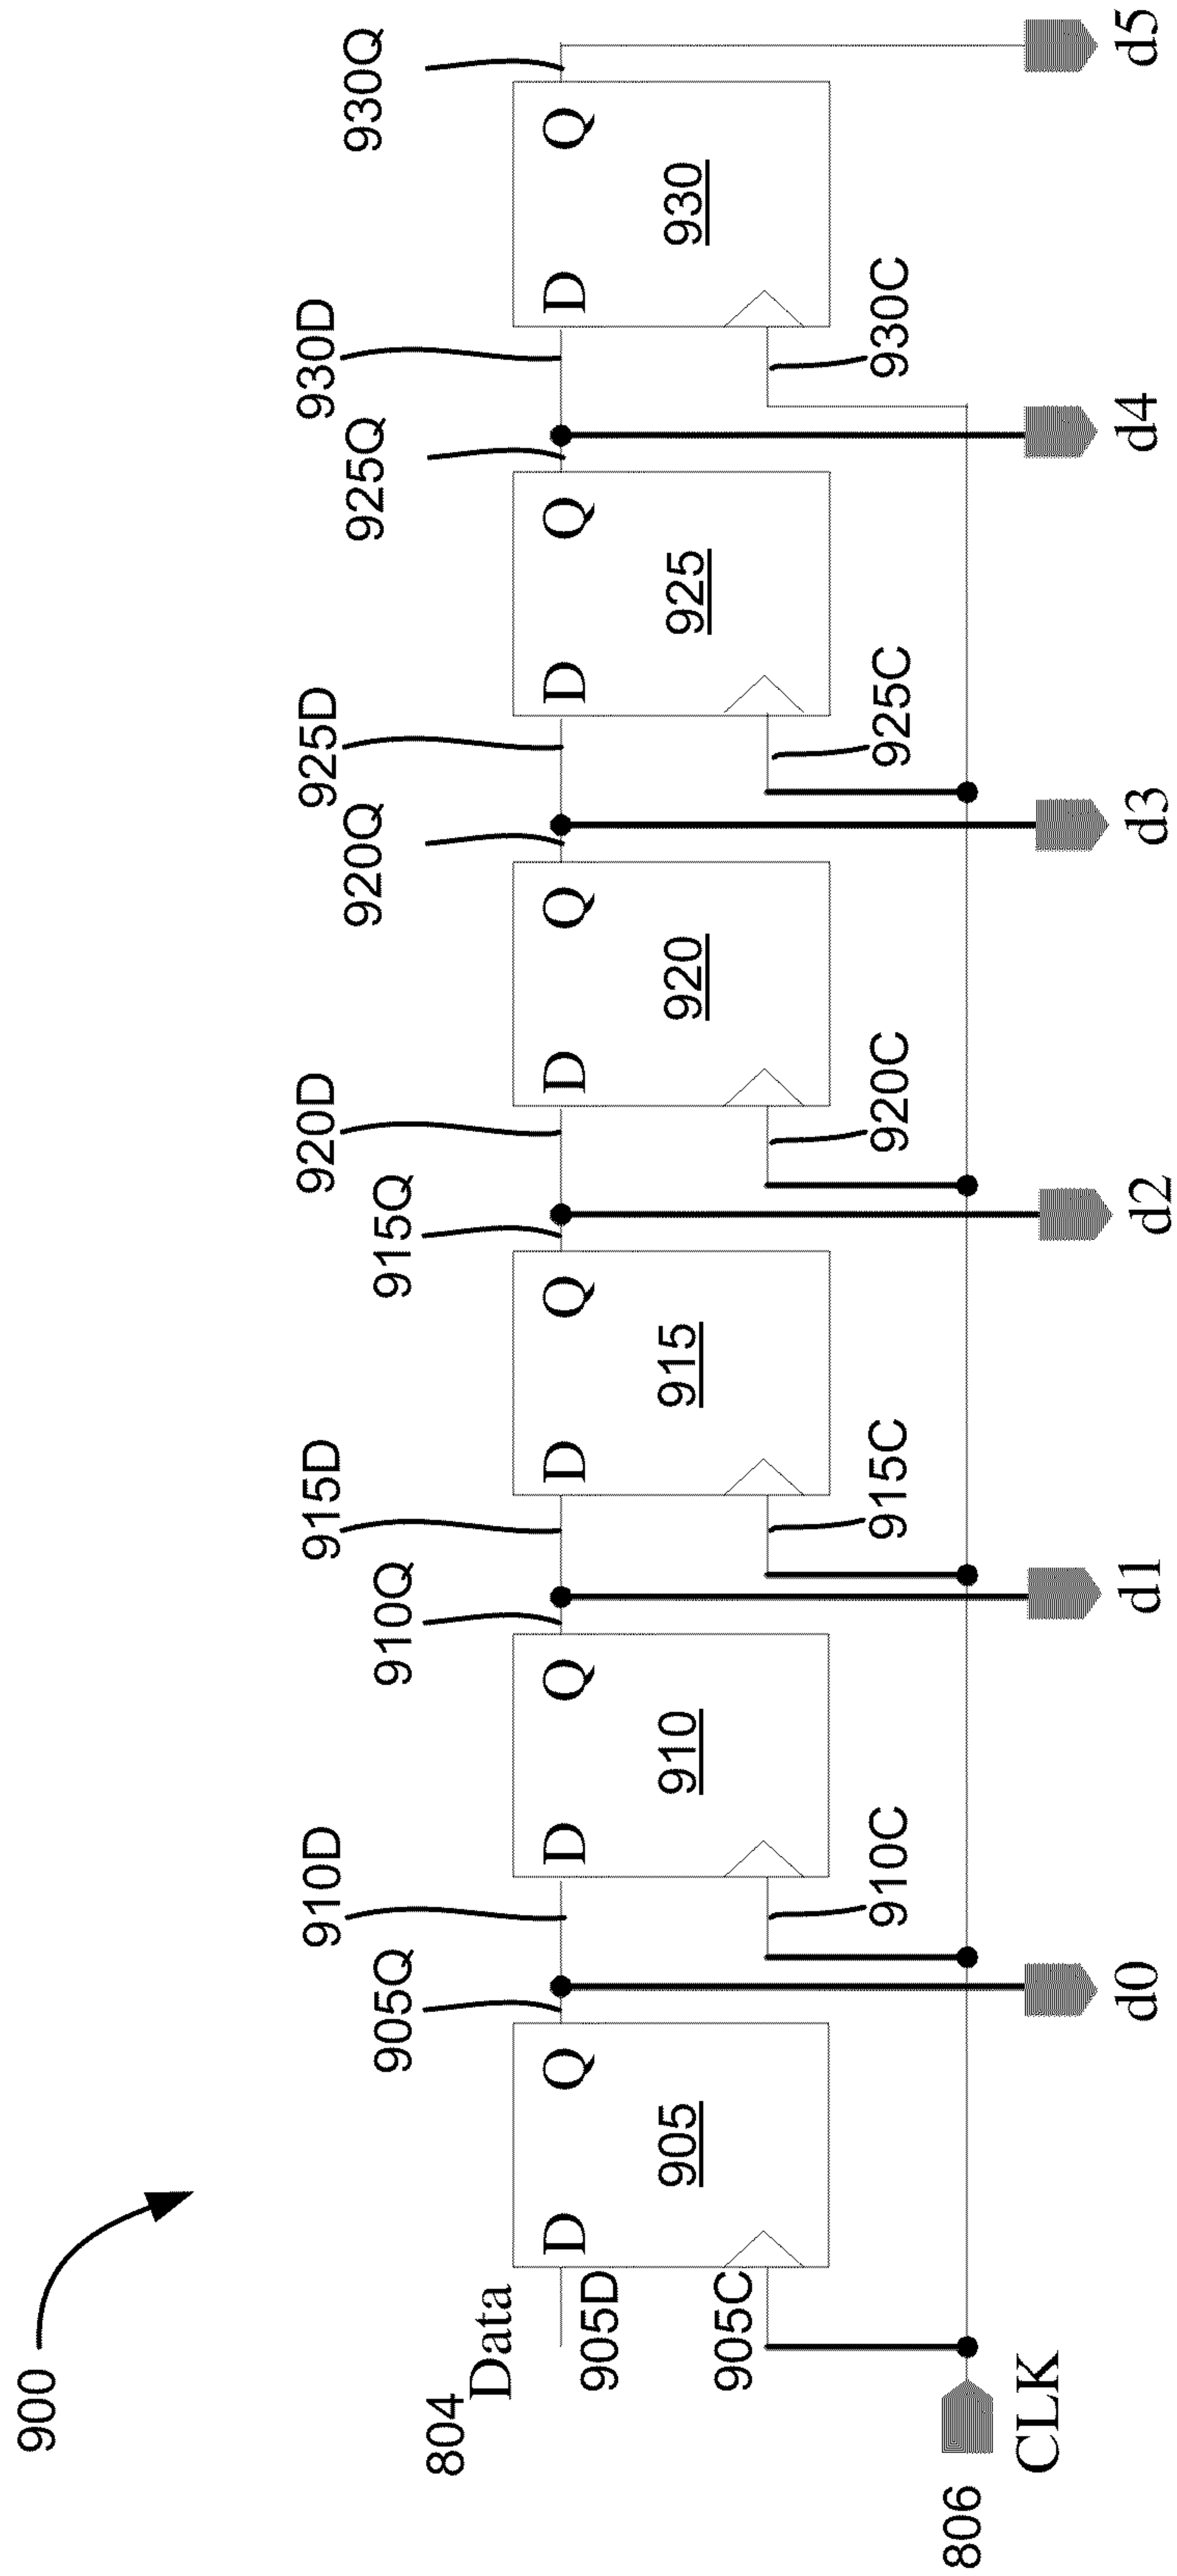 900
910D
915D
920D
925D
930D
905Q
910Q
915Q
920Q
925Q
930Q
804
Data
D
Q
D
Q
D
Q
D
Q
D
Q
D
Q
905D
905
910
915
920
925
930
905C
910C
915C
920C
925C
930C
806
CLK
d0
d1
d2
d3
d4
d5